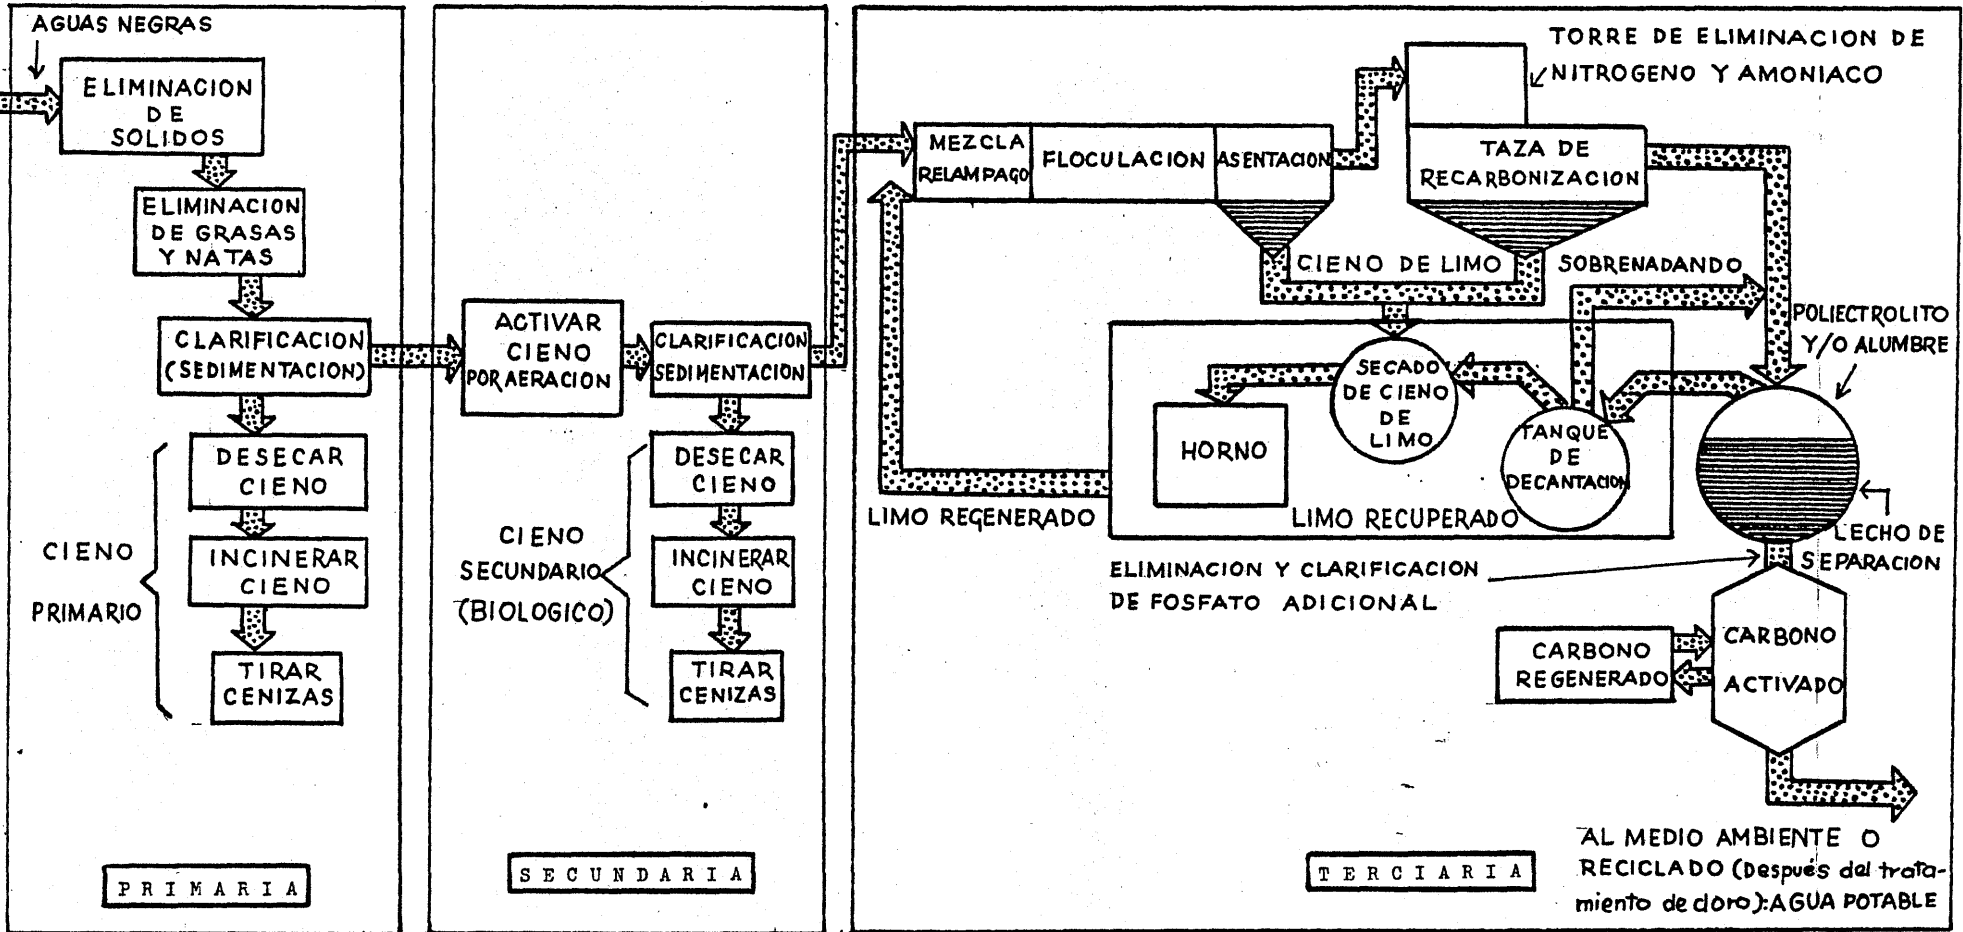 AGUAS NEGRAS
ELIMINACION
DE
SOLIDOS
ELIMINACION
DE GRASAS
Y NATAS
CLARIFICACION
(SEDIMENTACION)
DESECAR
CIENO
INCINERAR
CIENO
TIRAR
CENIZAS
CIENO
PRIMARIO
PRIMARIA
ACTIVAR
CIENO
POR AERACION
CLARIFICACION
SEDIMENTACION
DESECAR
CIENO
INCINERAR
CIENO
TIRAR
CENIZAS
CIENO
SECUNDARIO
(BIOLOGICO)
SECUNDARIA
TORRE DE ELIMINACION DE
NITROGENO Y AMONIACO
MEZCLA
RELAMPAGO
FLOCULACION
ASENTACION
TAZA DE
RECARBONIZACION
CIENO DE LIMO
SOBRENADANDO
POLIECTROLITO
Y/O ALUMBRE
SECADO
DE CIENO
DE
LIMO
HORNO
TANQUE
DE
DECANTACION
LIMO REGENERADO
LIMO RECUPERADO
LECHO DE
SEPARACION
ELIMINACION Y CLARIFICACION
DE FOSFATO ADICIONAL
CARBONO
REGENERADO
CARBONO
ACTIVADO
AL MEDIO AMBIENTE O
RECICLADO (Después del trata-
miento de cloro):AGUA POTABLE
TERCIARIA